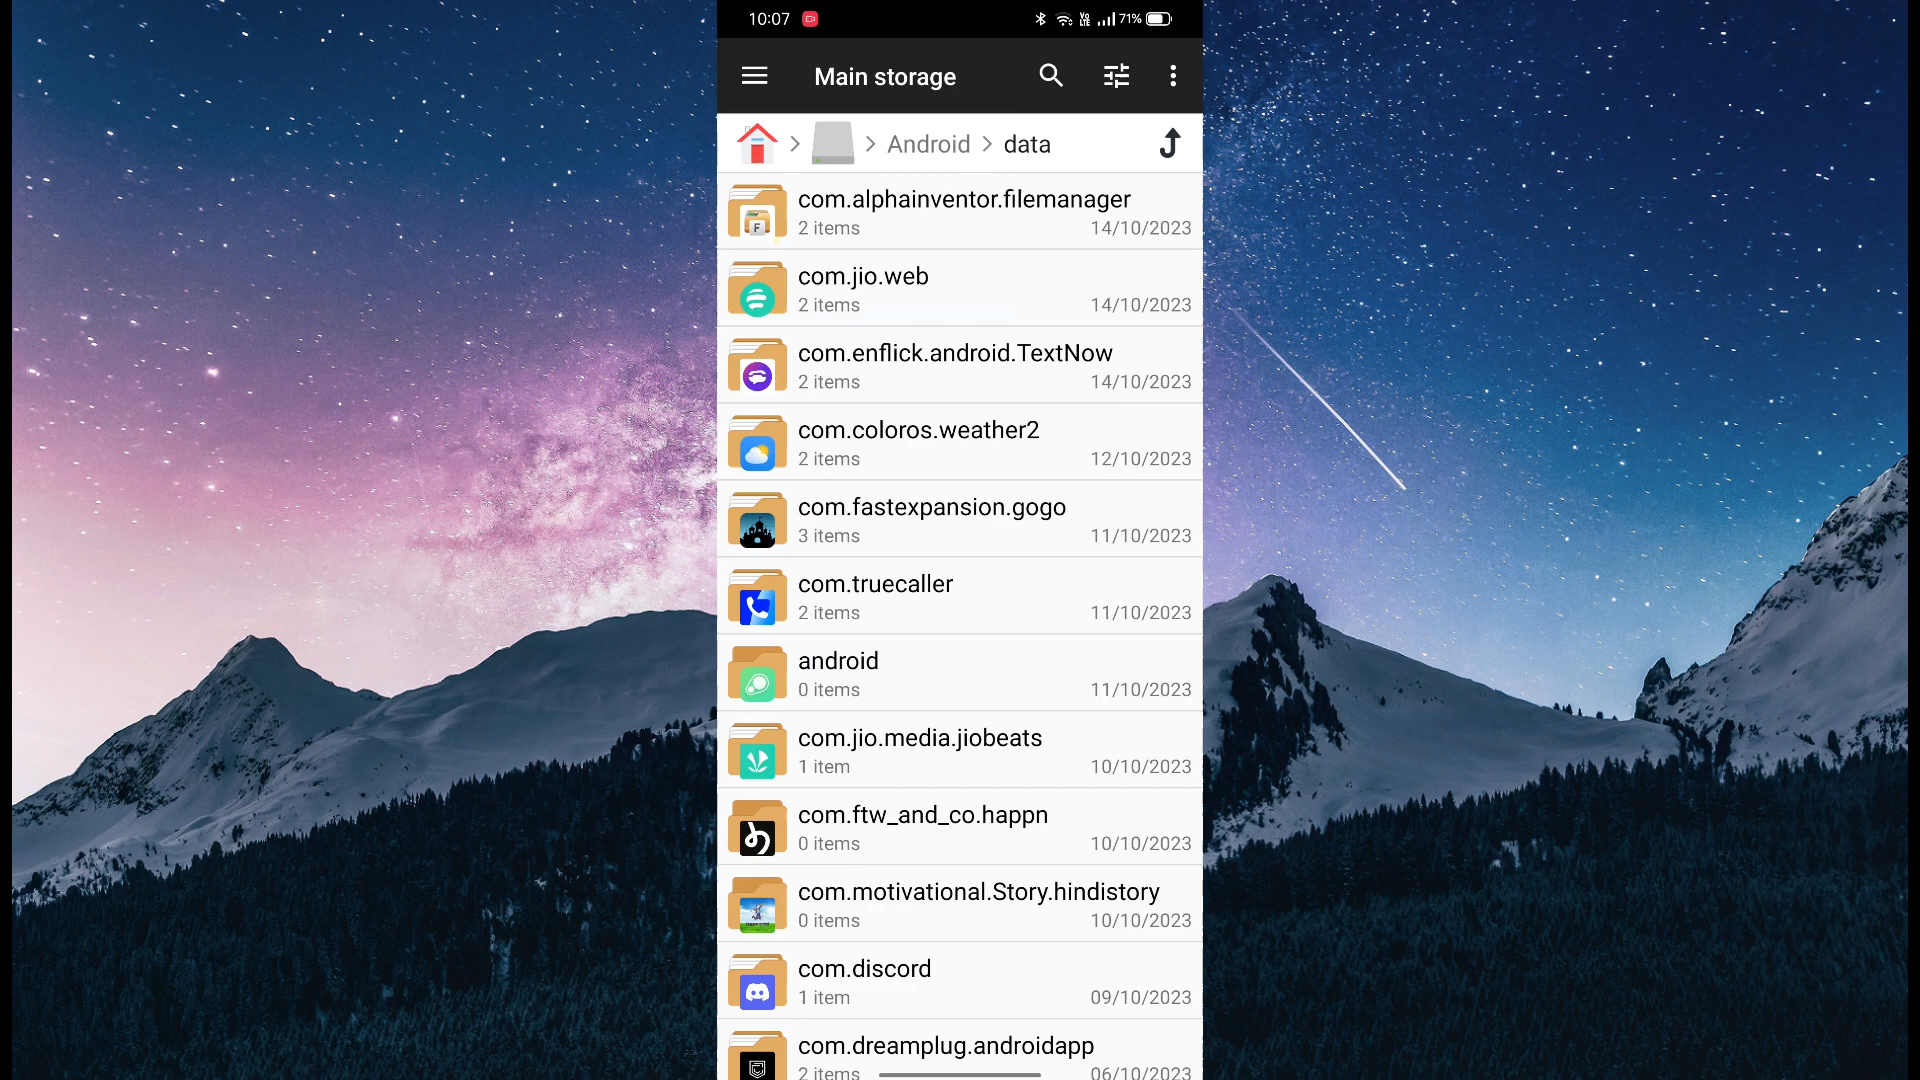 10:07 71%
Main storage
Android data
com.alphainventor.filemanager
2 items 14/10/2023
com.jio.web
2 items 14/10/2023
com.enflick.android.TextNow
2 items 14/10/2023
com.coloros.weather2
2 items 12/10/2023
com.fastexpansion.gogo
3 items 11/10/2023
com.truecaller
2 items 11/10/2023
android
0 items 11/10/2023
com.jio.media.jiobeats
1 item 10/10/2023
com.ftw_and_co.happn
0 items 10/10/2023
com.motivational.Story.hindistory
0 items 10/10/2023
com.discord
1 item 09/10/2023
com.dreamplug.androidapp
2 items 06/10/2023